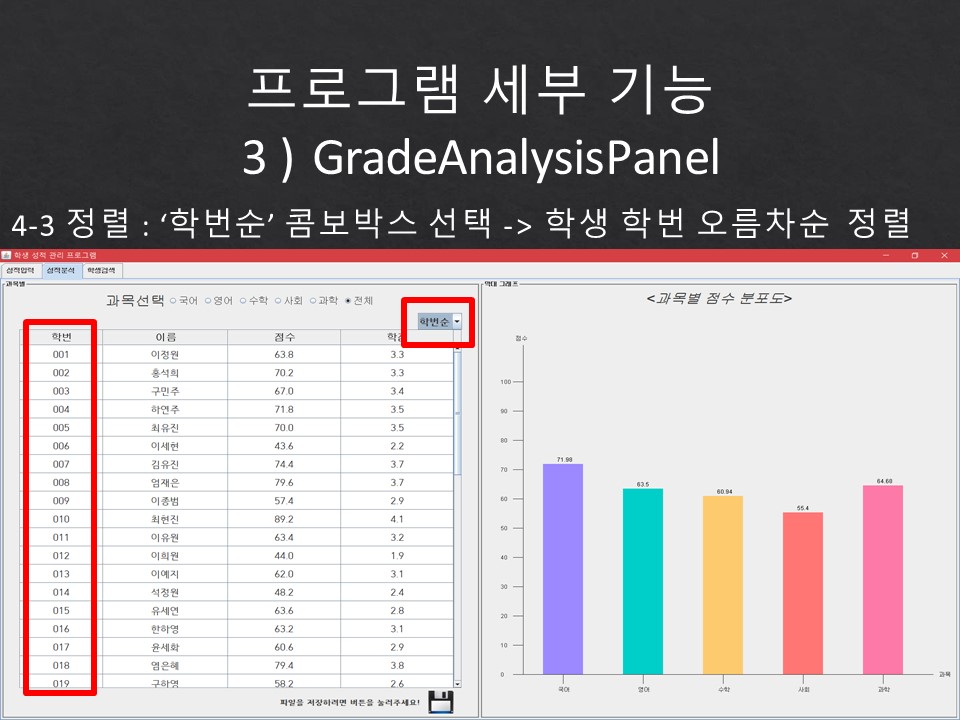 프로그램 세부 기능
3 ) GradeAnalysisPanel
4-3 정렬 : ‘학번순’ 콤보박스 선택 -> 학생 학번 오름차순 정렬
학생 성적 관리 프로그램
성적입력 성적분석 학생검색
과목별
과목선택 국어 영어 수학 사회 과학 전체
학번순
학번 이름 점수
001 이정원 63.8 3.3
002 홍석희 70.2 3.3
003 구민주 67.0 3.4
004 하연주 71.8 3.5
005 최유진 70.0 3.5
006 이세현 43.6 2.2
007 김유진 74.4 3.7
008 엄재은 79.6 3.7
009 이종범 57.4 2.9
010 최현진 89.2 4.1
011 이유원 63.4 3.2
012 이희원 44.0 1.9
013 이예지 62.0 3.1
014 석정원 48.2 2.4
015 유세연 63.6 2.8
016 한하영 63.2 3.1
017 윤세화 60.6 2.9
018 염은혜 79.4 3.8
019 구하영 58.2 2.6
파일을 저장하려면 버튼을 눌러주세요!
막대 그래프
<과목별 점수 분포도>
점수
100
90
80
70
60
50
40
30
20
10
0
71.98
63.5
60.94
55.4
64.68
국어 영어 수학 사회 과학
과목